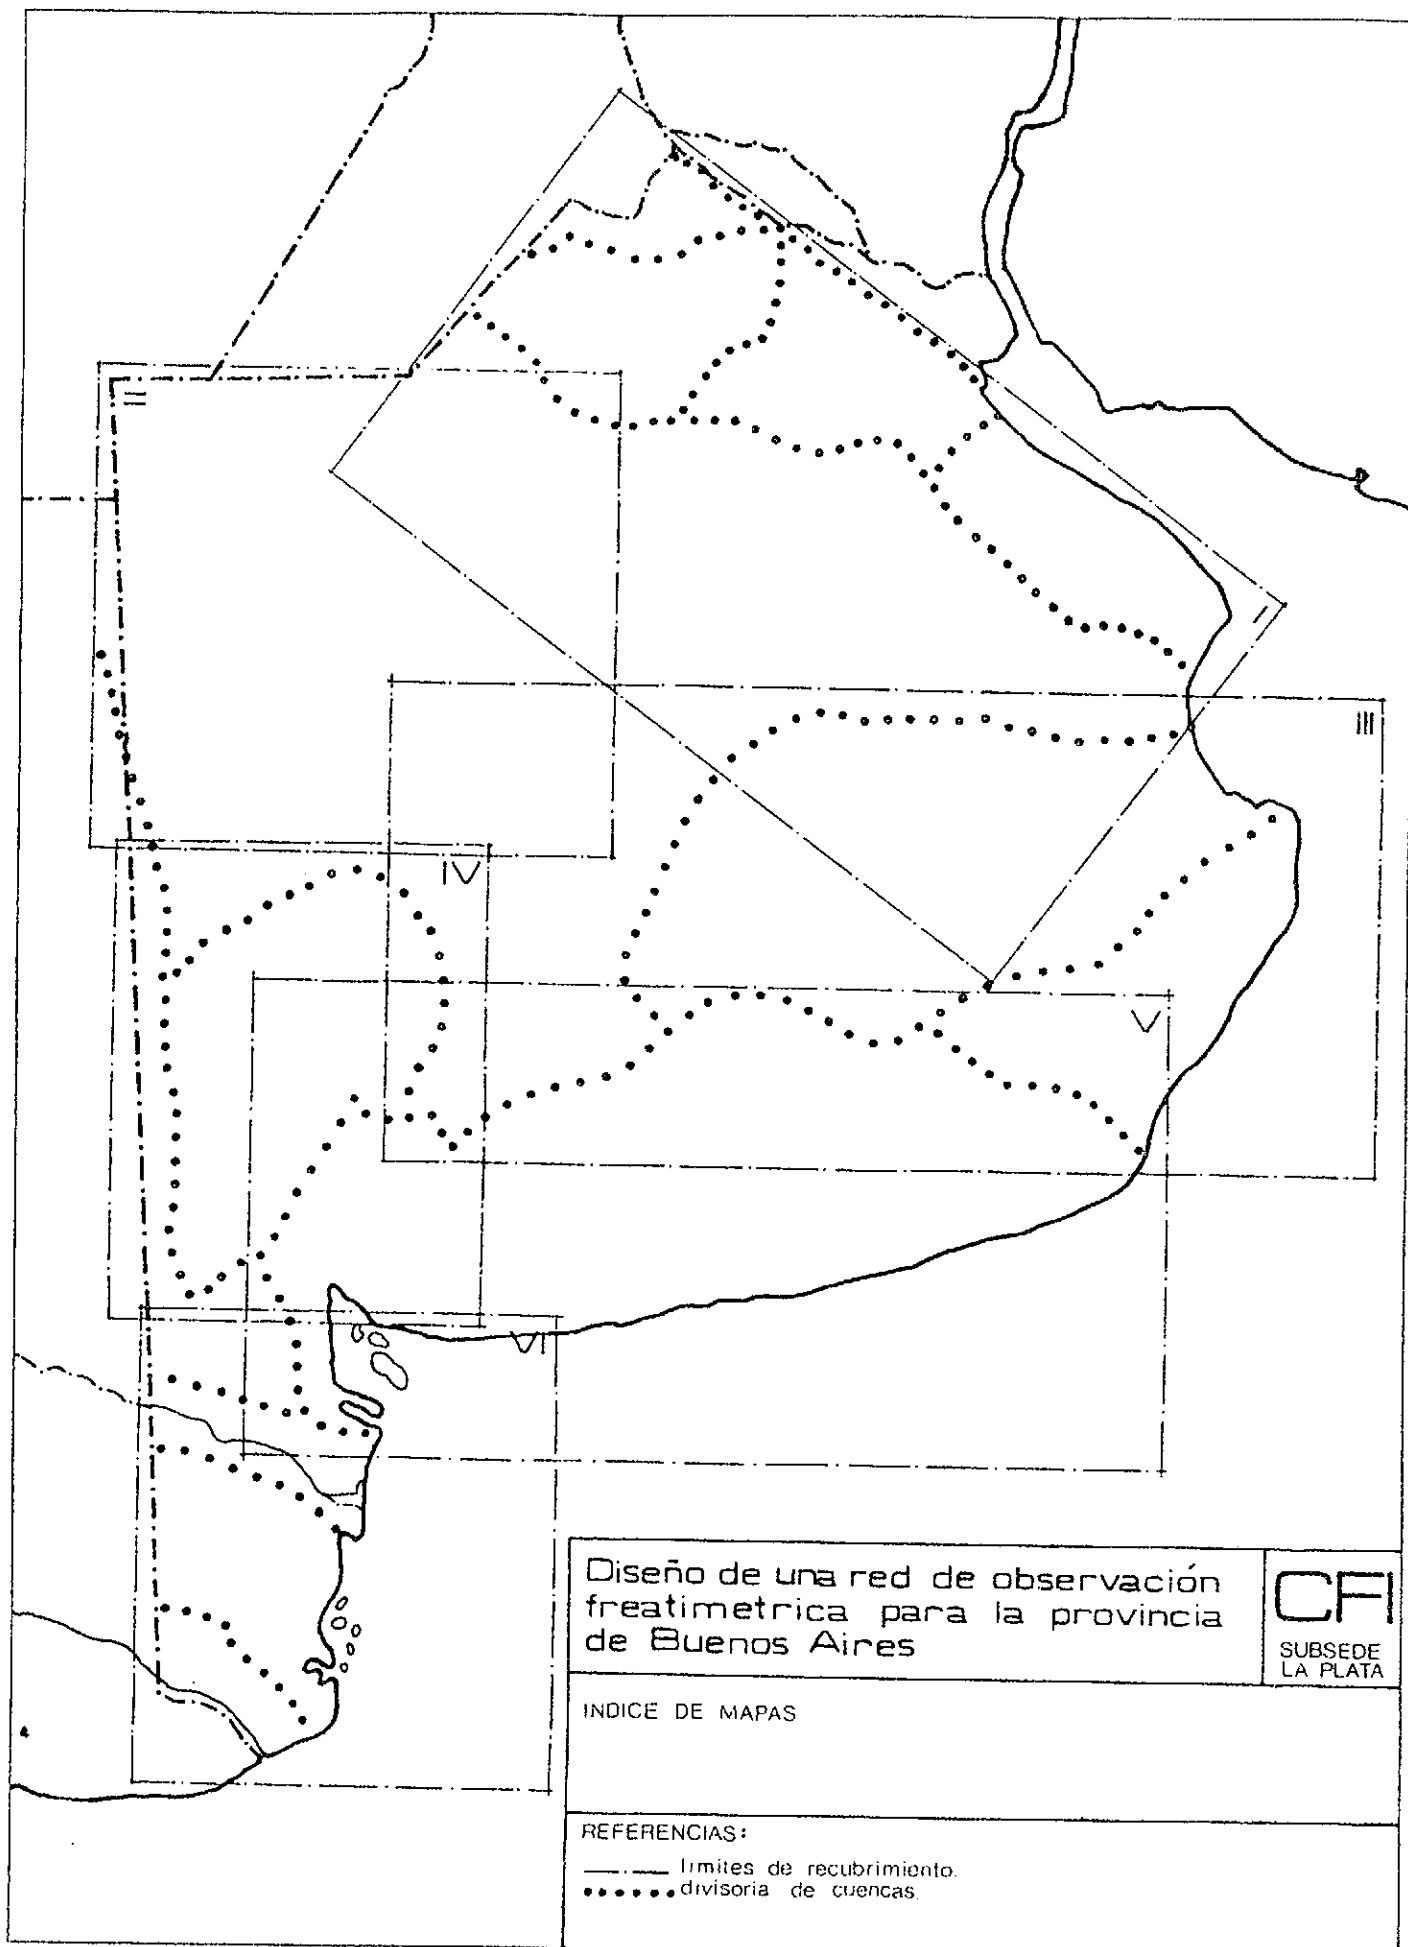 II
I
III
IV
V
VI
Diseño de una red de observación
freatimetrica para la provincia
de Buenos Aires
CFI
SUBSEDE
LA PLATA
INDICE DE MAPAS
REFERENCIAS:
limites de recubrimiento.
divisoria de cuencas.